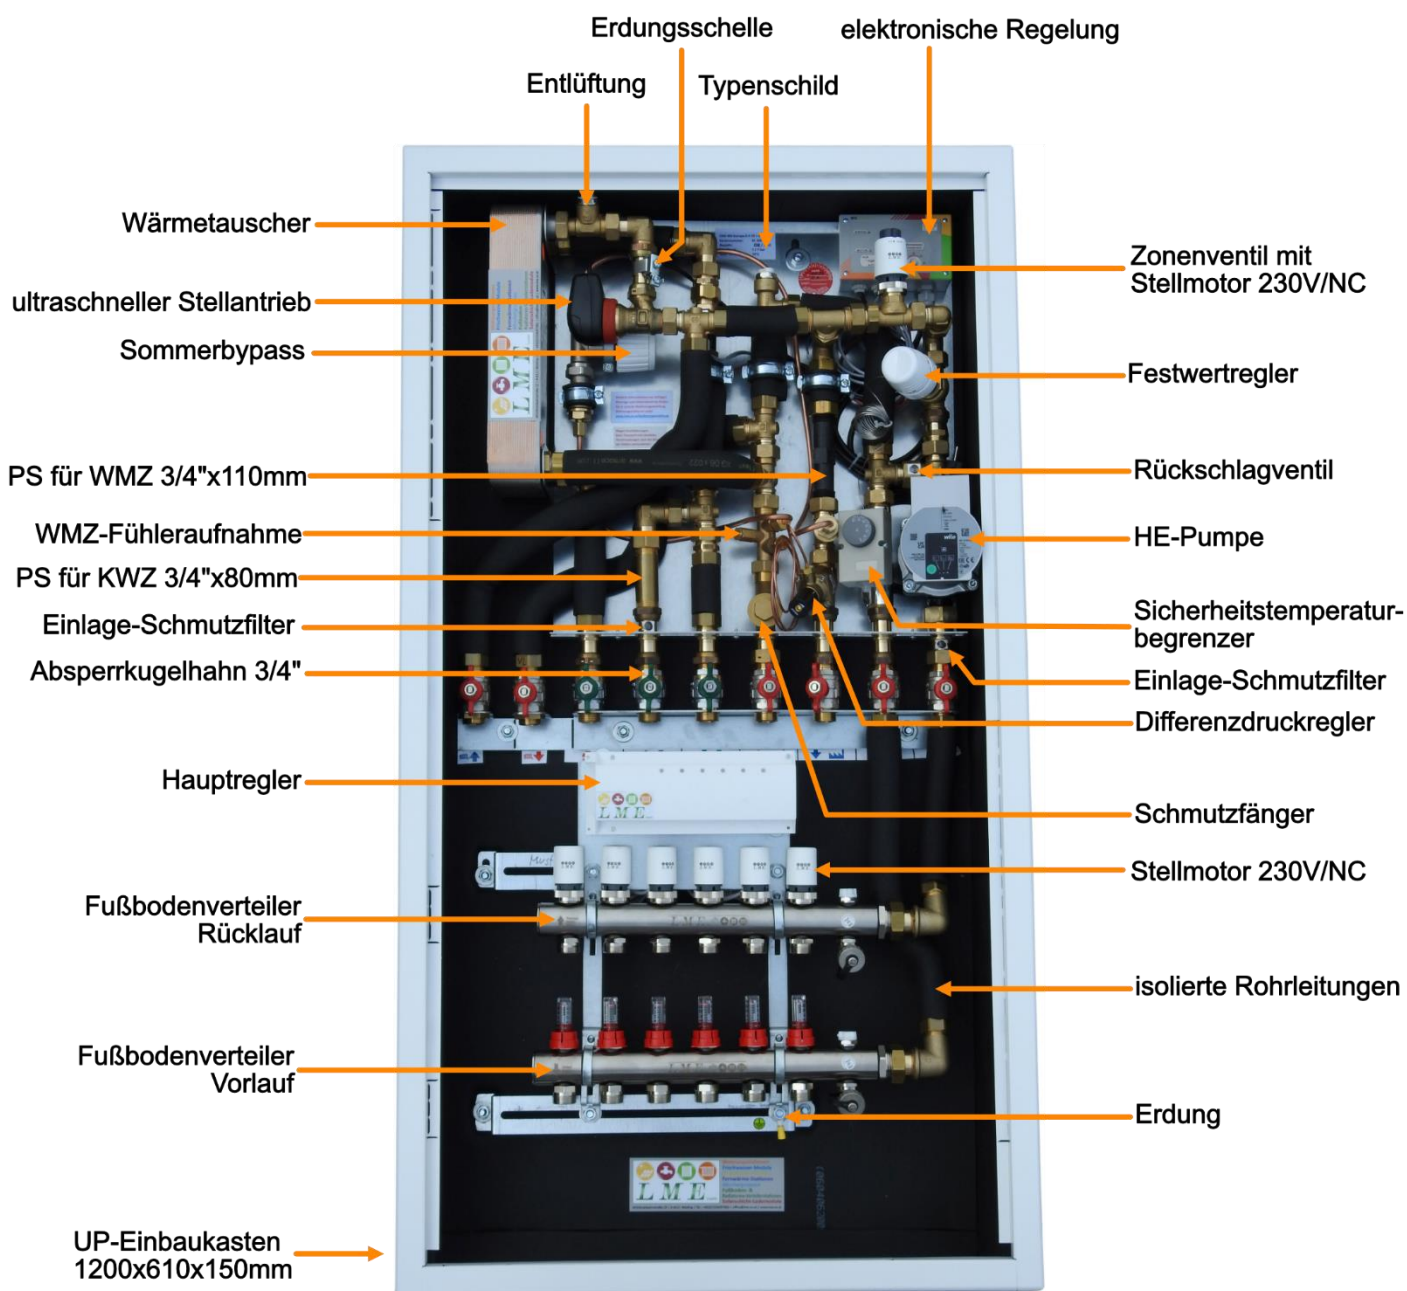 Erdungsschelle
elektronische Regelung
Entlüftung
Typenschild
Wärmetauscher
Zonenventil mit
Stellmotor 230V/NC
ultraschneller Stellantrieb
Sommerbypass
Festwertregler
LME
PS für WMZ 3/4"x110mm
Rückschlagventil
WMZ-Fühleraufnahme
HE-Pumpe
wilo
PS für KWZ 3/4"x80mm
Einlage-Schmutzfilter
Sicherheitstemperatur-
begrenzer
Absperrkugelhahn 3/4"
Einlage-Schmutzfilter
Differenzdruckregler
Hauptregler
LME
Schmutzfänger
Stellmotor 230V/NC
Fußbodenverteiler
Rücklauf
LME
isolierte Rohrleitungen
Fußbodenverteiler
Vorlauf
LME
Erdung
LME
UP-Einbaukasten
1200x610x150mm